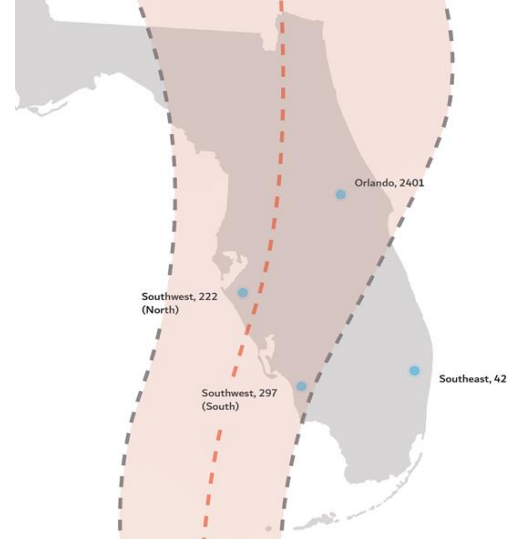 Orlando, 2401
Southwest, 222
(North)
Southeast, 42
Southwest, 297
(South)